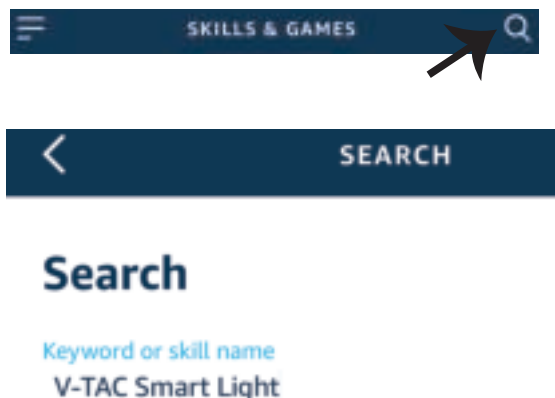 SKILLS & GAMES
SEARCH
Search
Keyword or skill name
V-TAC Smart Light